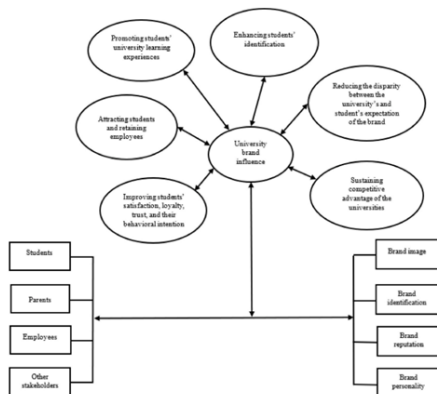 Promoting students'
university learning
experiences
Enhancing students'
identification
Reducing the disparity
between the
university's and
student's expectation
of the brand
Attracting students
and retaining
employees
University
brand
influence
Improving students'
satisfaction, loyalty,
trust, and their
behavioral intention
Sustaining
competitive
advantage of the
universities
Students
Parents
Employees
Other
stakeholders
Brand image
Brand
identification
Brand
reputation
Brand
personality